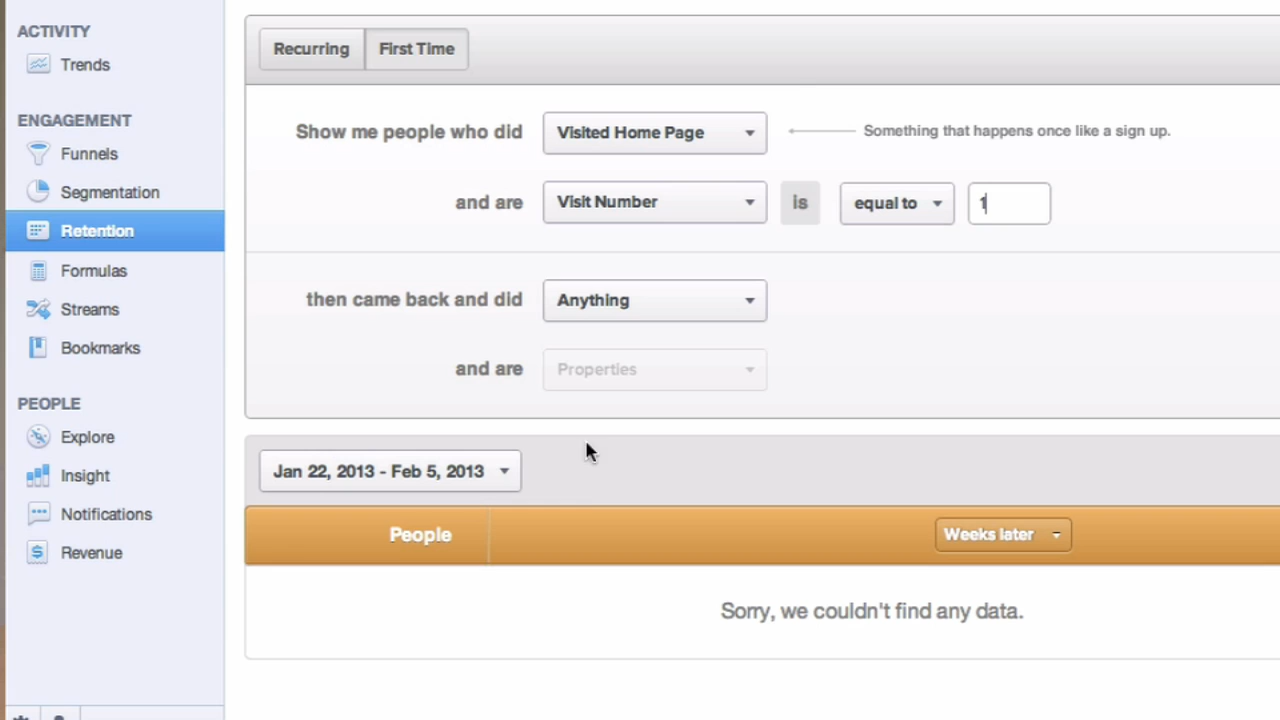 ACTIVITY
Trends
ENGAGEMENT
Funnels
Segmentation
Retention
Formulas
Streams
Bookmarks
PEOPLE
Explore
Insight
Notifications
Revenue
Recurring First Time
Show me people who did Visited Home Page Something that happens once like a sign up.
and are Visit Number is equal to 1
then came back and did Anything
and are Properties
Jan 22, 2013 - Feb 5, 2013
People Weeks later
Sorry, we couldn't find any data.